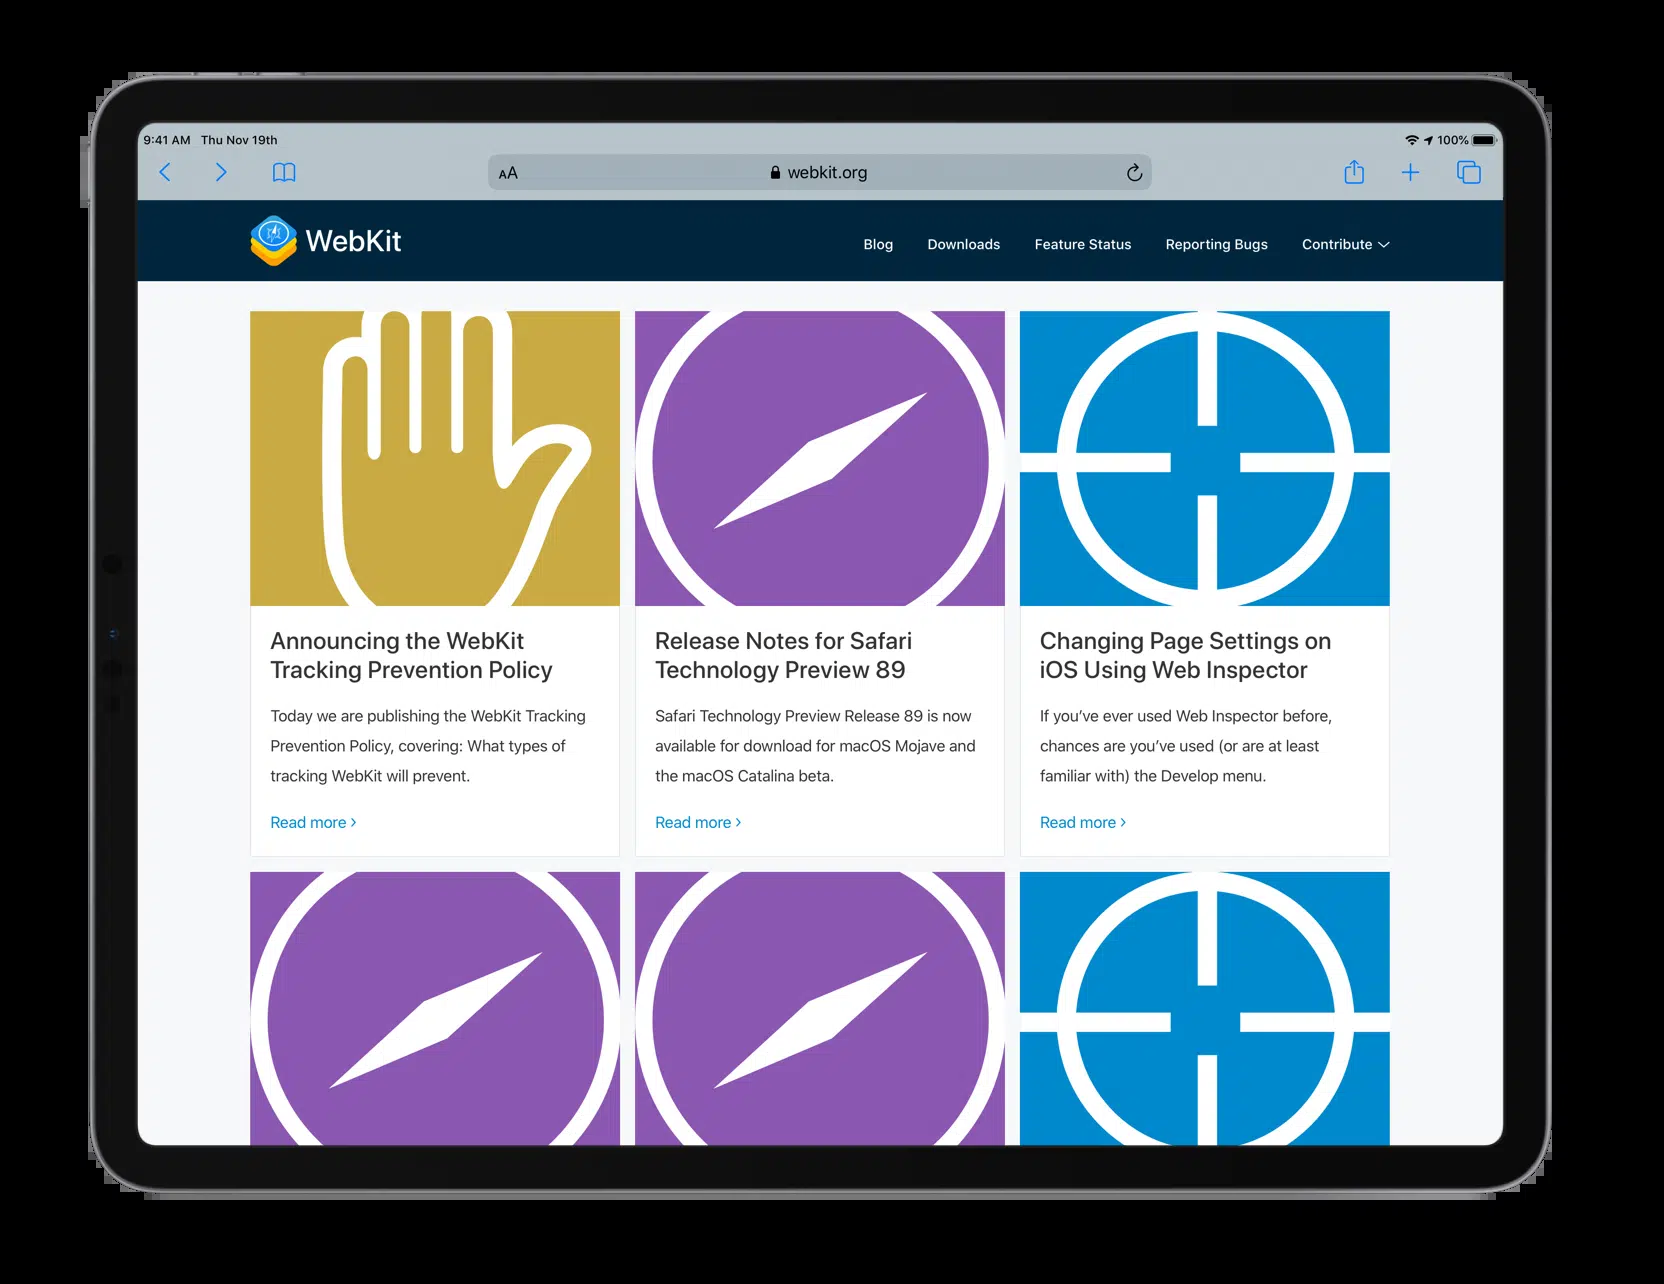 9:41 AM Thu Nov 19th 100%
AA webkit.org
WebKit Blog Downloads Feature Status Reporting Bugs Contribute
Announcing the WebKit
Tracking Prevention Policy
Today we are publishing the WebKit Tracking
Prevention Policy, covering: What types of
tracking WebKit will prevent.
Read more ›
Release Notes for Safari
Technology Preview 89
Safari Technology Preview Release 89 is now
available for download for macOS Mojave and
the macOS Catalina beta.
Read more ›
Changing Page Settings on
iOS Using Web Inspector
If you’ve ever used Web Inspector before,
chances are you’ve used (or are at least
familiar with) the Develop menu.
Read more ›